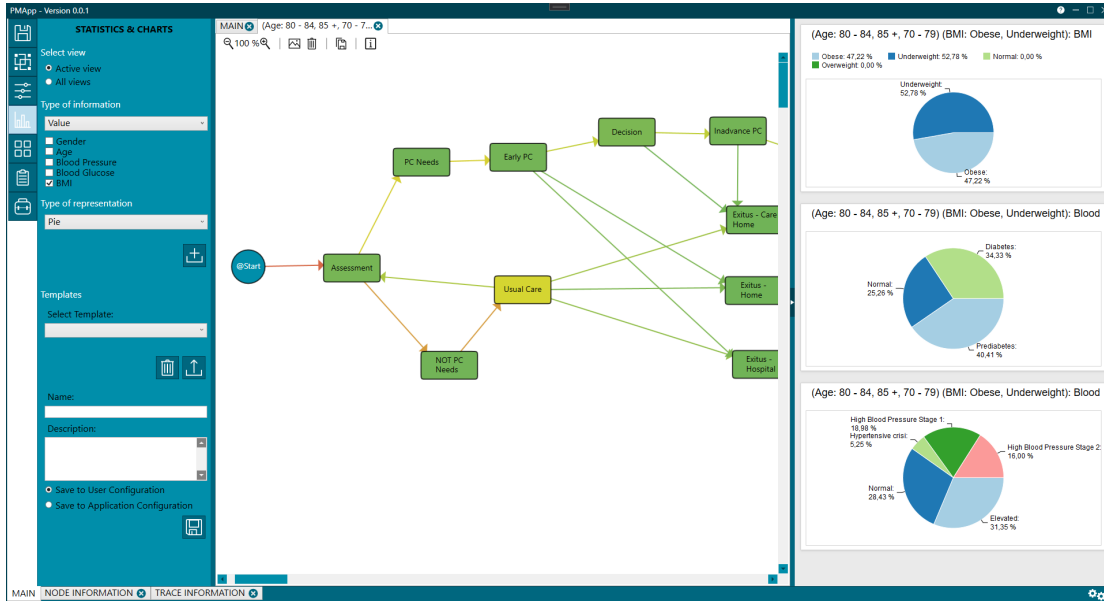 PMApp - Version 0.0.1
STATISTICS & CHARTS
Select view
Active view
All views
Type of information
Value
Gender
Age
Blood Pressure
Blood Glucose
BMI
Type of representation
Pie
Templates
Select Template:
Name:
Description:
Save to User Configuration
Save to Application Configuration
MAIN
(Age: 80 - 84, 85 +, 70 - 7...
100 %
@Start
Assessment
PC Needs
Early PC
Decision
Inadvance PC
Usual Care
NOT PC
Needs
Exitus - Care
Home
Exitus -
Home
Exitus -
Hospital
(Age: 80 - 84, 85 +, 70 - 79) (BMI: Obese, Underweight): BMI
Obese: 47,22 %
Underweight: 52,78 %
Normal: 0,00 %
Overweight: 0,00 %
Underweight:
52,78 %
Obese:
47,22 %
(Age: 80 - 84, 85 +, 70 - 79) (BMI: Obese, Underweight): Blood
Diabetes:
34,33 %
Normal:
25,26 %
Prediabetes:
40,41 %
(Age: 80 - 84, 85 +, 70 - 79) (BMI: Obese, Underweight): Blood
High Blood Pressure Stage 1:
18,98 %
Hypertensive crisi:
5,25 %
High Blood Pressure Stage 2:
16,00 %
Normal:
28,43 %
Elevated:
31,35 %
MAIN
NODE INFORMATION
TRACE INFORMATION